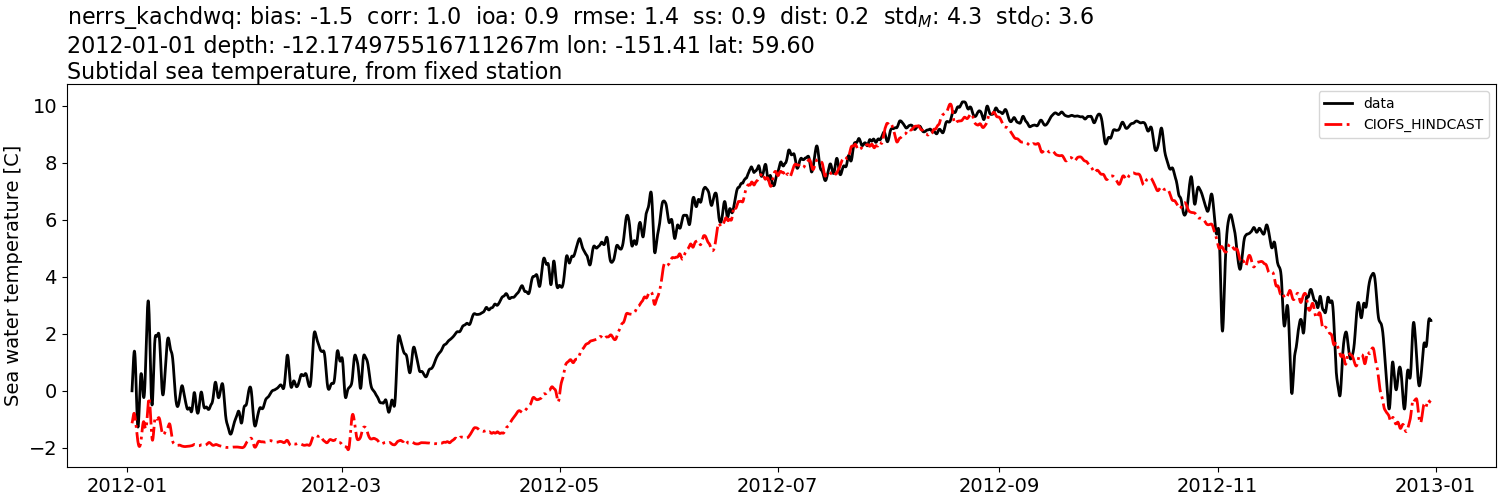 nerrs_kachdwq: bias: -1.5 corr: 1.0 ioa: 0.9 rmse: 1.4 ss: 0.9 dist: 0.2 std_M: 4.3 std_O: 3.6
2012-01-01 depth: -12.174975516711267m lon: -151.41 lat: 59.60
Subtidal sea temperature, from fixed station
data
CIOFS_HINDCAST
Sea water temperature [C]
10
8
6
4
2
0
−2
2012-01 2012-03 2012-05 2012-07 2012-09 2012-11 2013-01